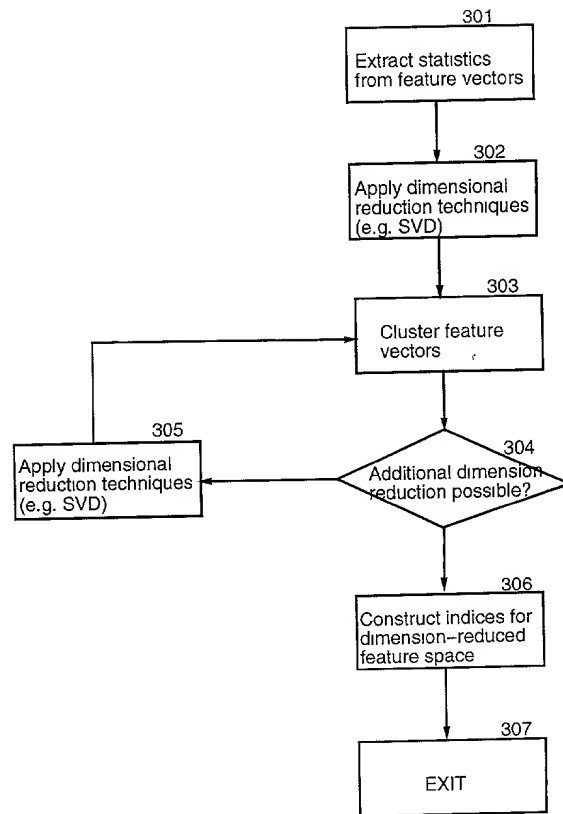 301
Extract statistics
from feature vectors
302
Apply dimensional
reduction techniques
(e.g. SVD)
303
Cluster feature
vectors
304
Additional dimension
reduction possible?
305
Apply dimensional
reduction techniques
(e.g. SVD)
306
Construct indices for
dimension-reduced
feature space
307
EXIT